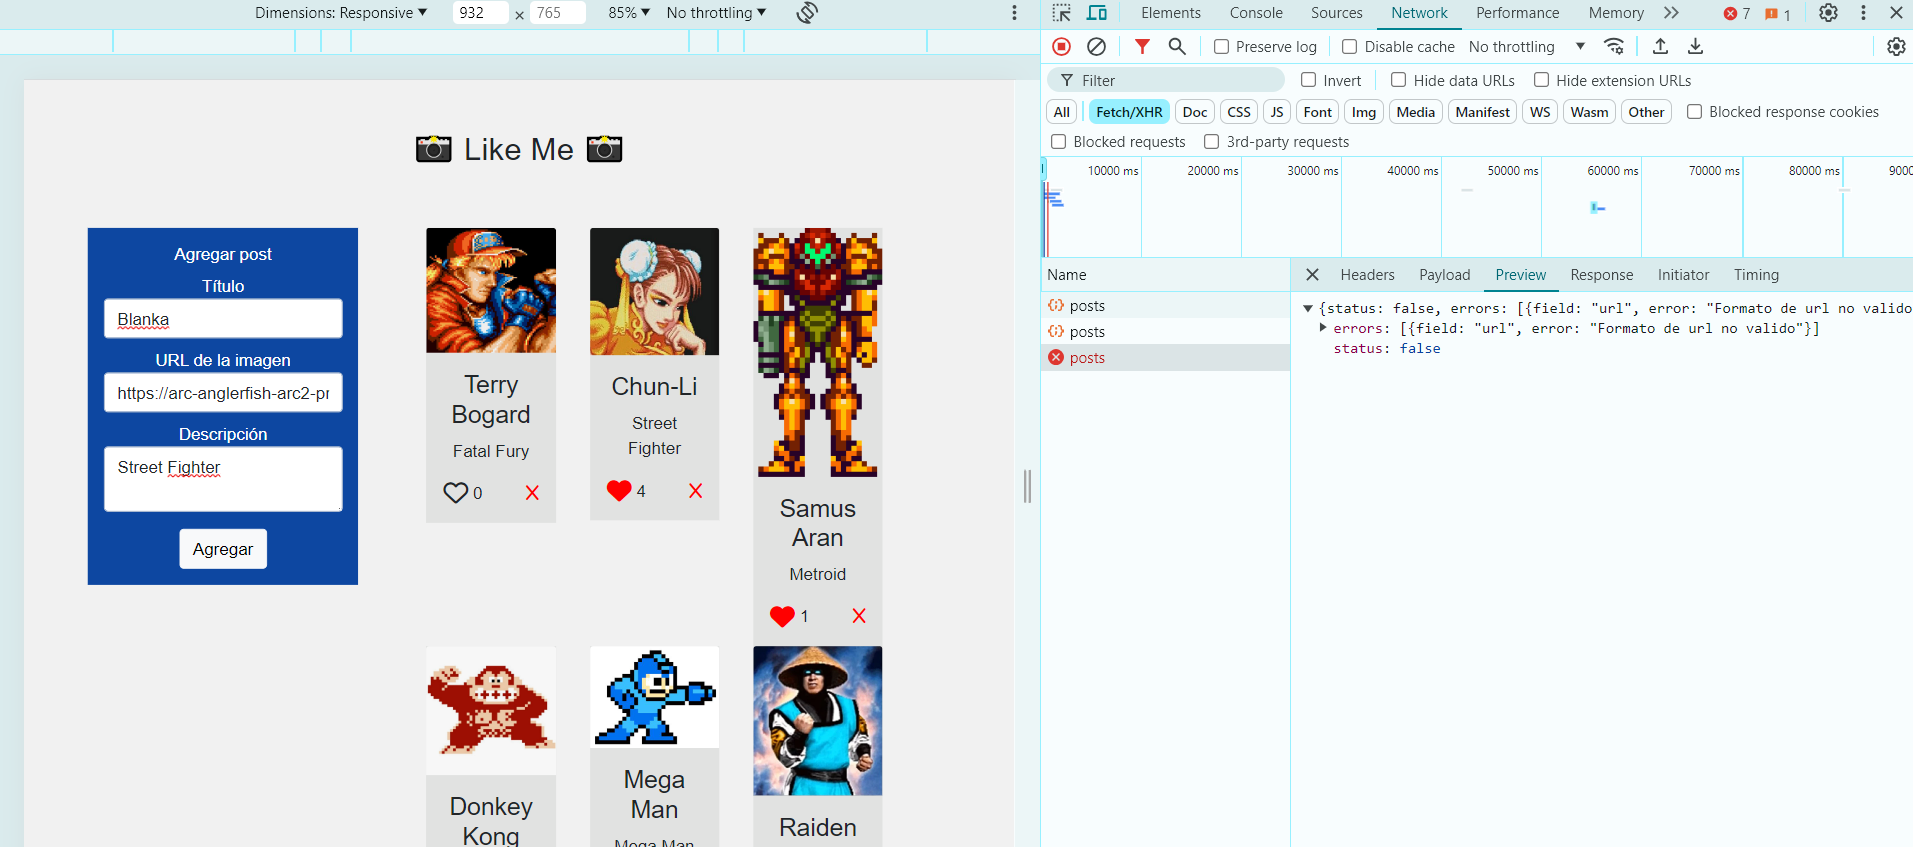 Dimensions: Responsive ▼ 932 × 765 85% ▼ No throttling ▼
Like Me
Agregar post
Título
Blanka
URL de la imagen
https://arc-anglerfish-arc2-pr
Descripción
Street Fighter
Agregar
Terry
Bogard
Fatal Fury
0 X
Chun-Li
Street
Fighter
4 X
Samus
Aran
Metroid
1 X
Donkey
Kong
Mega
Man
Mega Man
Raiden
Elements Console Sources Network Performance Memory 7 1
Preserve log Disable cache No throttling ▼
Filter Invert Hide data URLs Hide extension URLs
All Fetch/XHR Doc CSS JS Font Img Media Manifest WS Wasm Other Blocked response cookies
Blocked requests 3rd-party requests
10000 ms 20000 ms 30000 ms 40000 ms 50000 ms 60000 ms 70000 ms 80000 ms 9000
Name
posts
posts
posts
Headers Payload Preview Response Initiator Timing
▼ {status: false, errors: [{field: "url", error: "Formato de url no valido
▶ errors: [{field: "url", error: "Formato de url no valido"}]
status: false